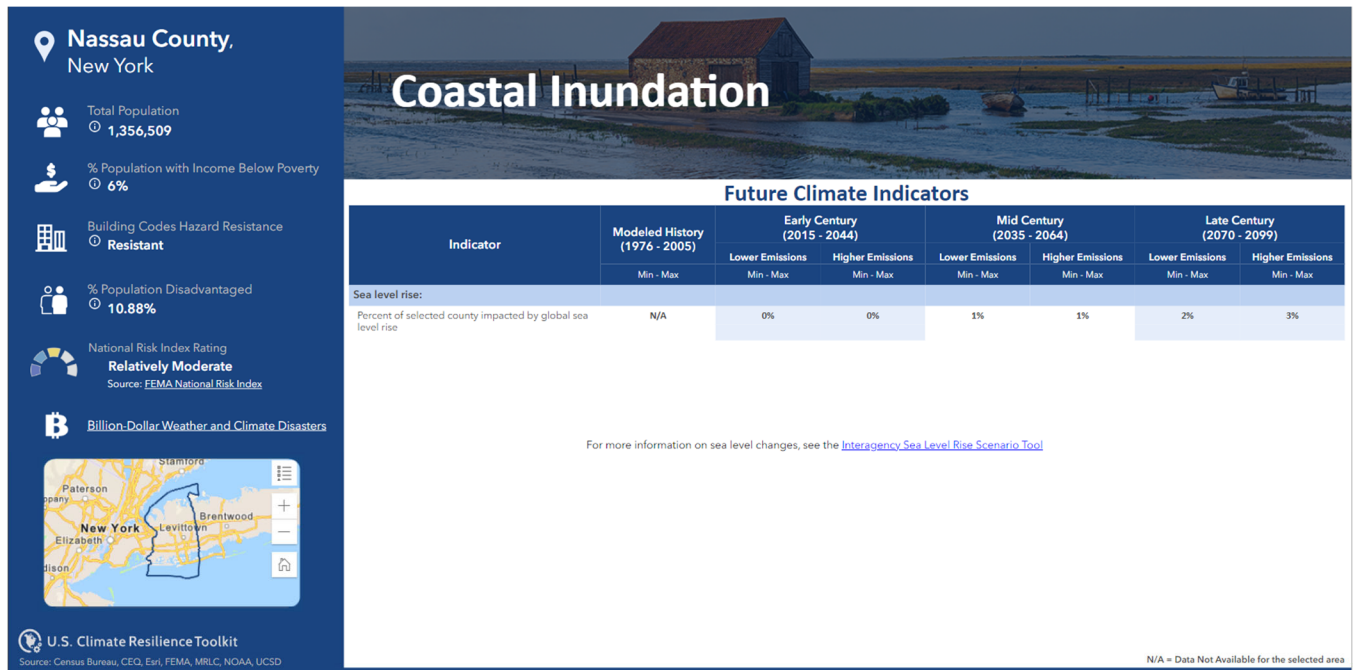 Nassau County,
New York
Total Population
1,356,509
% Population with Income Below Poverty
6%
Building Codes Hazard Resistance
Resistant
% Population Disadvantaged
10.88%
National Risk Index Rating
Relatively Moderate
Source: FEMA National Risk Index
Billion-Dollar Weather and Climate Disasters
Stamford
Paterson
ppany
Brentwood
New York
Levittown
Elizabeth
dison
U.S. Climate Resilience Toolkit
Source: Census Bureau, CEQ, Esri, FEMA, MRLC, NOAA, UCSD
Coastal Inundation
Future Climate Indicators
Indicator
Modeled History
(1976 - 2005)
Early Century
(2015 - 2044)
Mid Century
(2035 - 2064)
Late Century
(2070 - 2099)
Lower Emissions Higher Emissions Lower Emissions Higher Emissions Lower Emissions Higher Emissions
Min - Max Min - Max Min - Max Min - Max Min - Max Min - Max Min - Max
Sea level rise:
Percent of selected county impacted by global sea
level rise
N/A 0% 0% 1% 1% 2% 3%
For more information on sea level changes, see the Interagency Sea Level Rise Scenario Tool
N/A = Data Not Available for the selected area